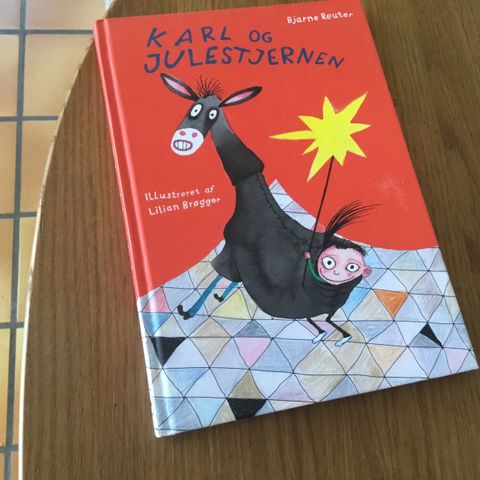 Bjarne Reuter
KARL OG
JULESTJERNEN
Illustreret af
Lilian Brøgger